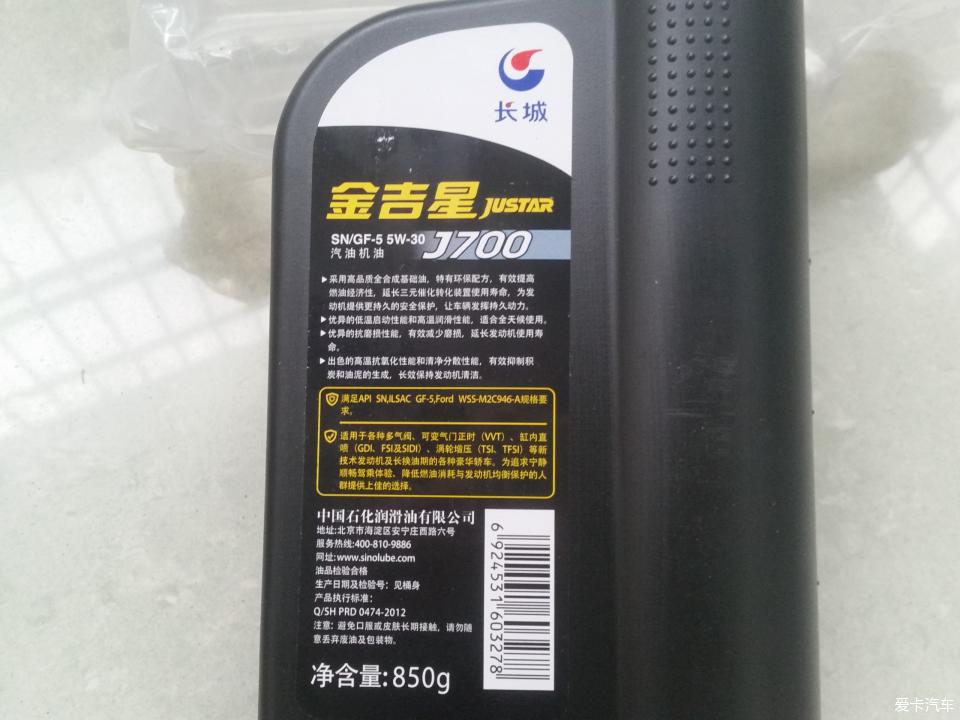 长城
金吉星 JUSTAR
SN/GF-5 5W-30
汽油机油
J700
▶采用高品质全合成基础油，特有环保配方，有效提高
燃油经济性，延长三元催化转化装置使用寿命，为发
动机提供更持久的安全保护，让车辆发挥持久动力。
▶优异的低温启动性能和高温润滑性能，适合全天候使用。
▶优异的抗磨损性能，有效减少磨损，延长发动机使用寿
命。
▶出色的高温抗氧化性能和清净分散性能，有效抑制积
炭和油泥的生成，长效保持发动机清洁。
满足API SN,ILSAC GF-5,Ford WSS-M2C946-A规格要
求。
适用于各种多气阀、可变气门正时（VVT）、缸内直
喷（GDI、FSI及SIDI）、涡轮增压（TSI、TFSI）等新
技术发动机及长换油期的各种豪华轿车。为追求宁静
顺畅驾乘体验、降低燃油消耗与发动机均衡保护的人
群提供上佳的选择。
中国石化润滑油有限公司
地址:北京市海淀区安宁庄西路六号
服务热线:400-810-9886
网址:www.sinolube.com
油品检验合格
生产日期及检验号：见桶身
产品执行标准：
Q/SH PRD 0474-2012
注意：避免口服或皮肤长期接触，请勿随
意丢弃废油及包装物。
净含量:850g
6924531603278
爱卡汽车